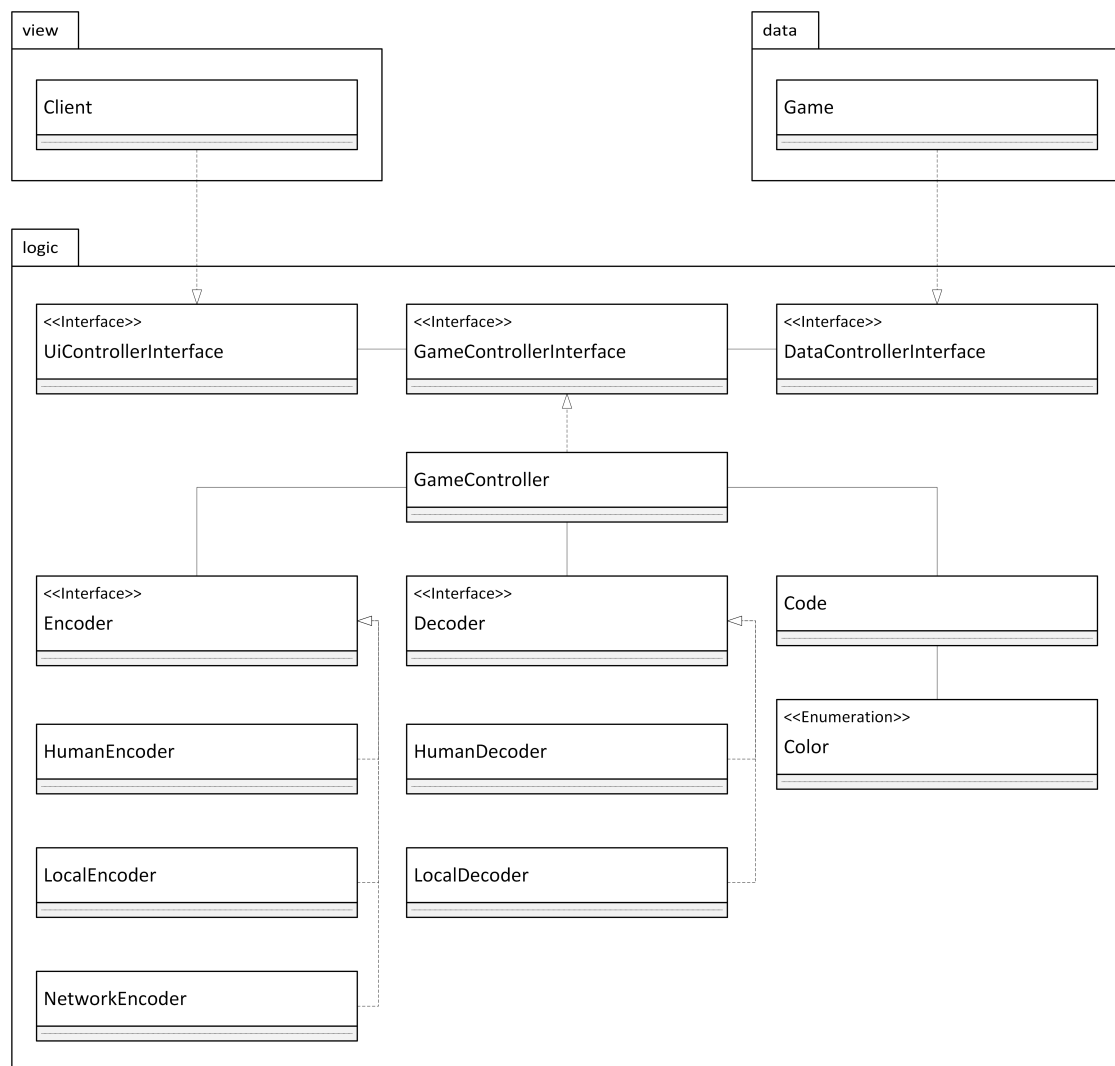 view
data
Client
Game
logic
<<Interface>>
UiControllerInterface
<<Interface>>
GameControllerInterface
<<Interface>>
DataControllerInterface
GameController
<<Interface>>
Encoder
<<Interface>>
Decoder
Code
HumanEncoder
HumanDecoder
<<Enumeration>>
Color
LocalEncoder
LocalDecoder
NetworkEncoder